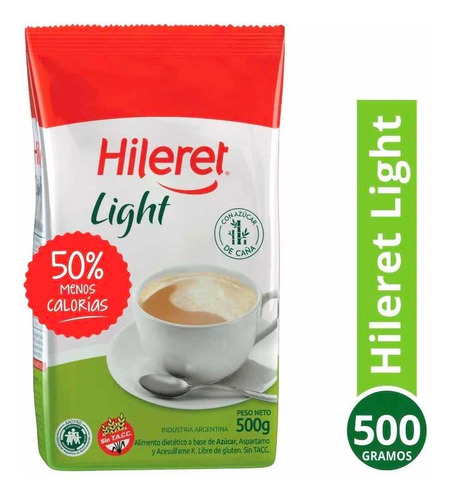 Hileret
Light
CON AZÚCAR
DE CAÑA
50%
MENOS
CALORÍAS
PESO NETO
INDUSTRIA ARGENTINA
500g
Sin T.A.C.C.
Alimento dietético a base de Azúcar, Aspartamo
y Acesulfame K. Libre de gluten. Sin TACC.
Hileret Light
500
GRAMOS